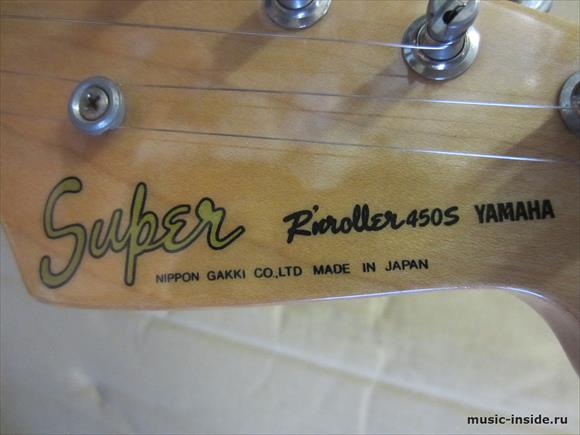 Super R'nroller 450S YAMAHA
NIPPON GAKKI CO.,LTD MADE IN JAPAN
music-inside.ru